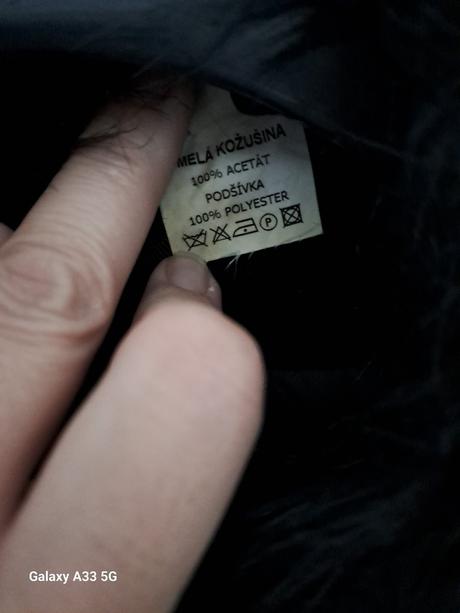 MELÁ KOŽUŠINA
100% ACETÁT
PODŠÍVKA
100% POLYESTER
P
Galaxy A33 5G